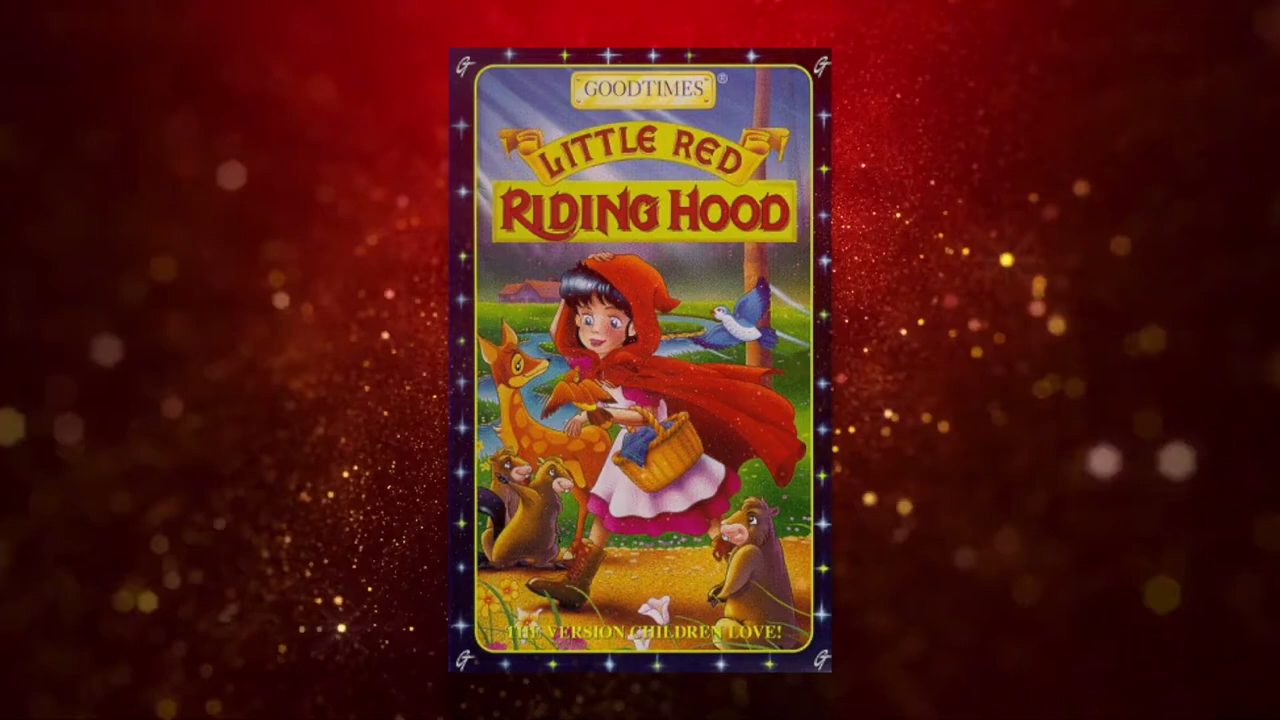 GOODTIMES®
LITTLE RED
RIDING HOOD
THE VERSION CHILDREN LOVE!